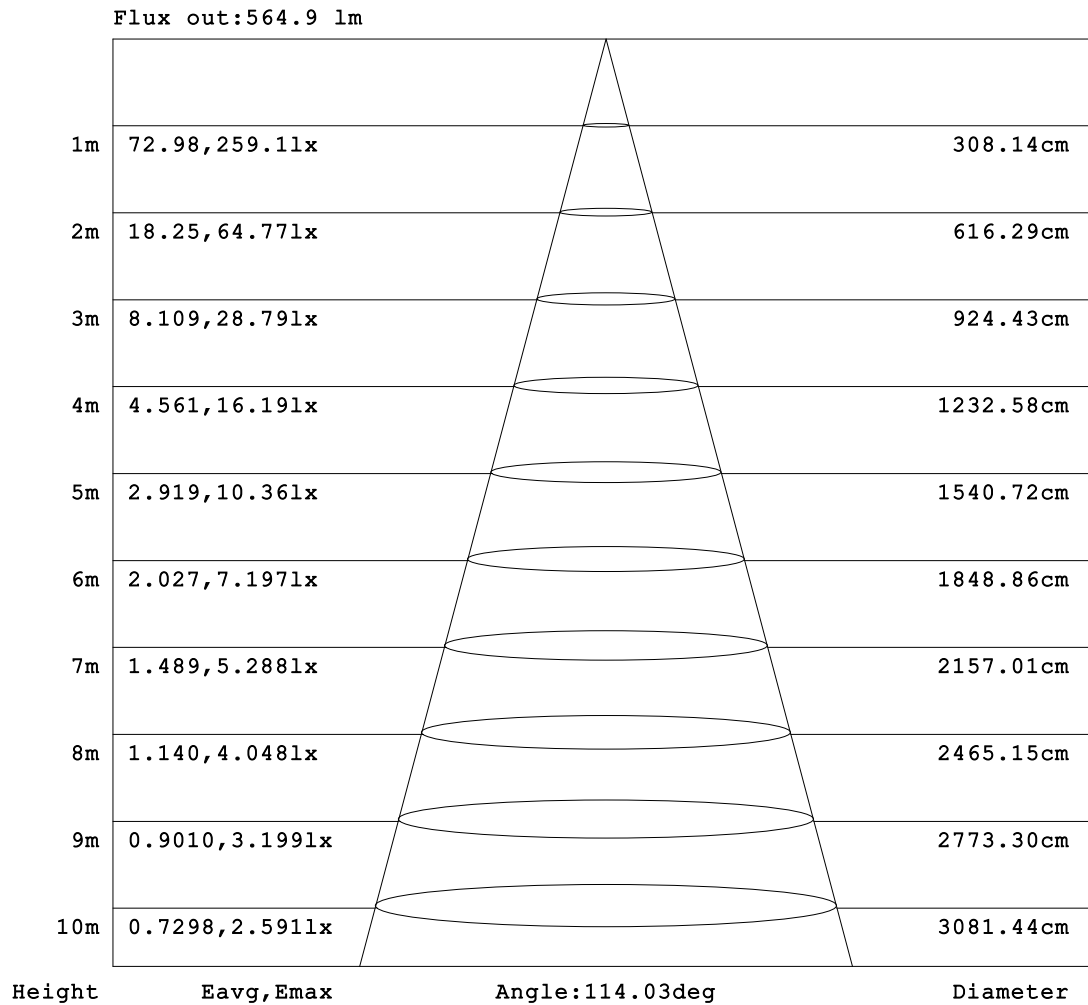 Flux out:564.9 lm
1m 72.98,259.1lx 308.14cm
2m 18.25,64.77lx 616.29cm
3m 8.109,28.79lx 924.43cm
4m 4.561,16.19lx 1232.58cm
5m 2.919,10.36lx 1540.72cm
6m 2.027,7.197lx 1848.86cm
7m 1.489,5.288lx 2157.01cm
8m 1.140,4.048lx 2465.15cm
9m 0.9010,3.199lx 2773.30cm
10m 0.7298,2.591lx 3081.44cm
Height Eavg,Emax Angle:114.03deg Diameter